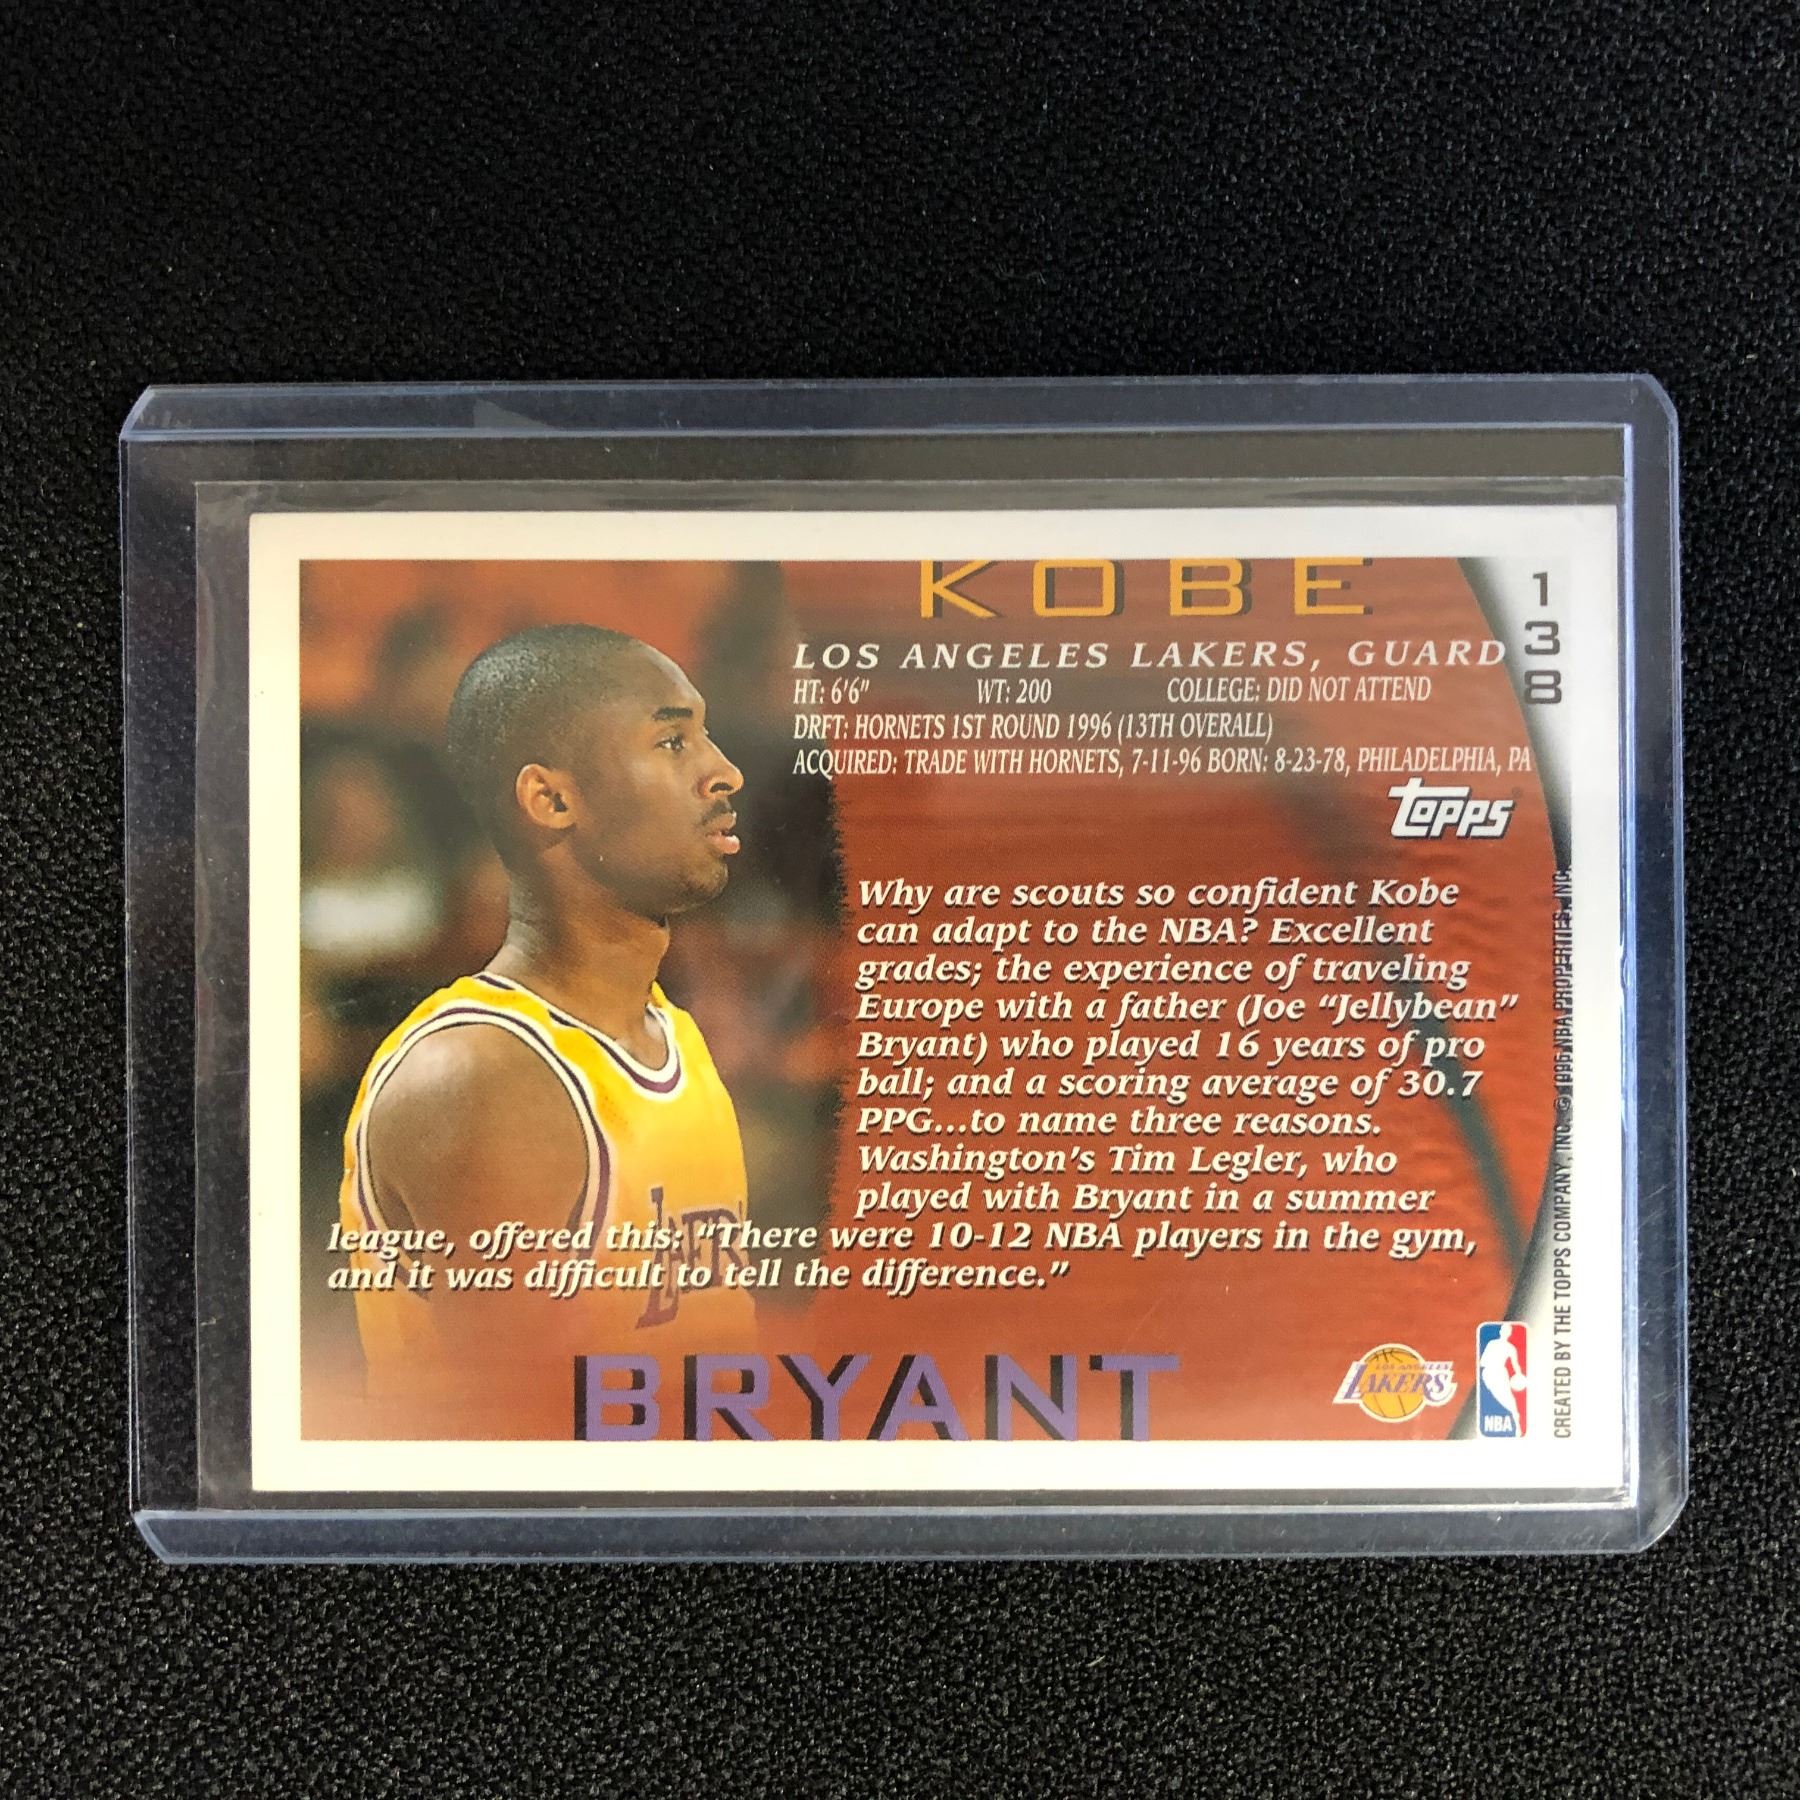 KOBE
138
LOS ANGELES LAKERS, GUARD
HT: 6'6" WT: 200 COLLEGE: DID NOT ATTEND
DRFT: HORNETS 1ST ROUND 1996 (13TH OVERALL)
ACQUIRED: TRADE WITH HORNETS, 7-11-96 BORN: 8-23-78, PHILADELPHIA, PA
TOPPS
Why are scouts so confident Kobe
can adapt to the NBA? Excellent
grades; the experience of traveling
Europe with a father (Joe “Jellybean”
Bryant) who played 16 years of pro
ball; and a scoring average of 30.7
PPG...to name three reasons.
Washington's Tim Legler, who
played with Bryant in a summer
league, offered this: “There were 10-12 NBA players in the gym,
and it was difficult to tell the difference.”
BRYANT
LOS ANGELES
LAKERS
NBA
CREATED BY THE TOPPS COMPANY, INC. © 1996 NBA PROPERTIES, INC.